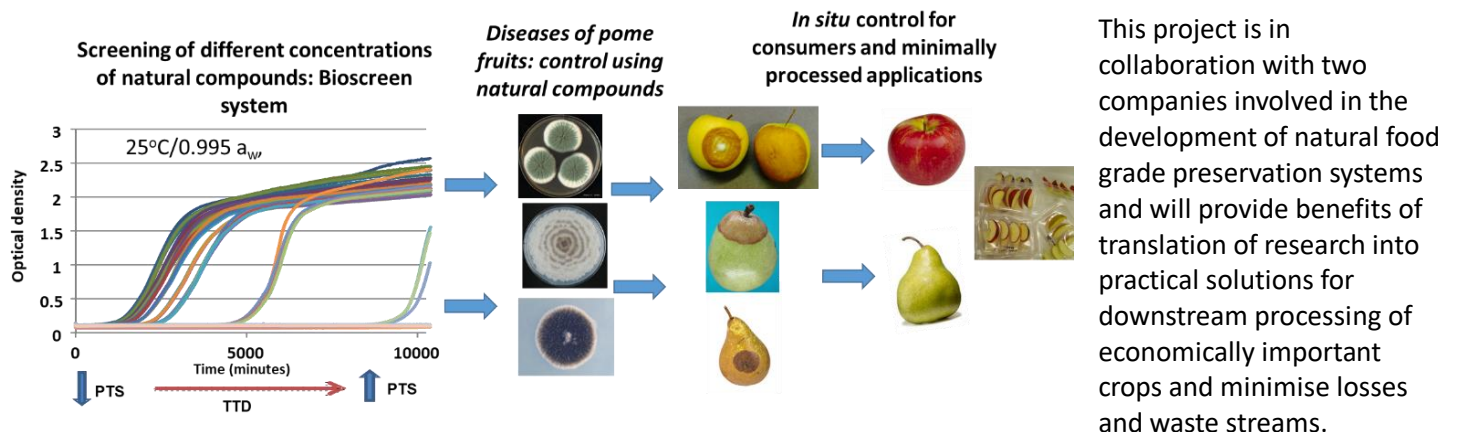 Screening of different concentrations
of natural compounds: Bioscreen
system
3
2.5
2
1.5
1
0.5
0
Optical density
25°C/0.995 aw,
0
5000
10000
Time (minutes)
PTS
TTD
PTS
Diseases of pome
fruits: control using
natural compounds
In situ control for
consumers and minimally
processed applications
This project is in
collaboration with two
companies involved in the
development of natural food
grade preservation systems
and will provide benefits of
translation of research into
practical solutions for
downstream processing of
economically important
crops and minimise losses
and waste streams.